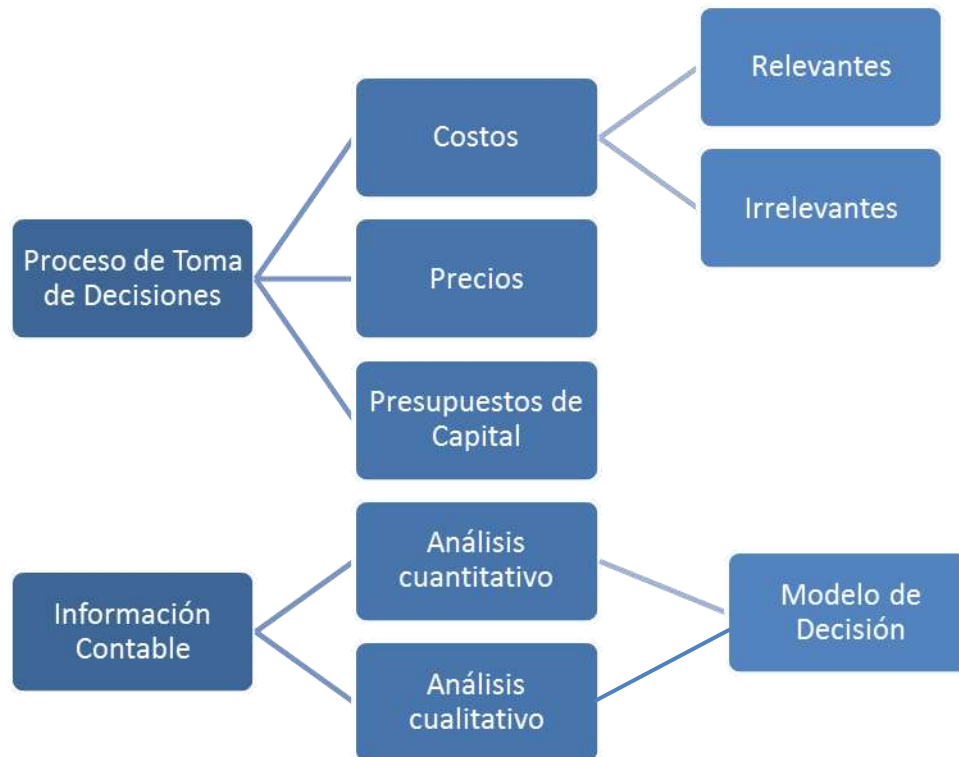 Relevantes
Costos
Irrelevantes
Proceso de Toma
de Decisiones
Precios
Presupuestos de
Capital
Análisis
cuantitativo
Información
Contable
Modelo de
Decisión
Análisis
cualitativo